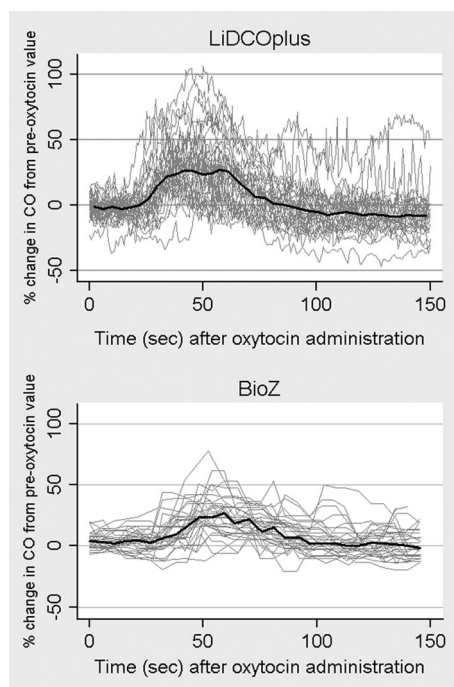 LiDCOplus
% change in CO from pre-oxytocin value
100
50
0
-50
0 50 100 150
Time (sec) after oxytocin administration
BioZ
% change in CO from pre-oxytocin value
100
50
0
-50
0 50 100 150
Time (sec) after oxytocin administration